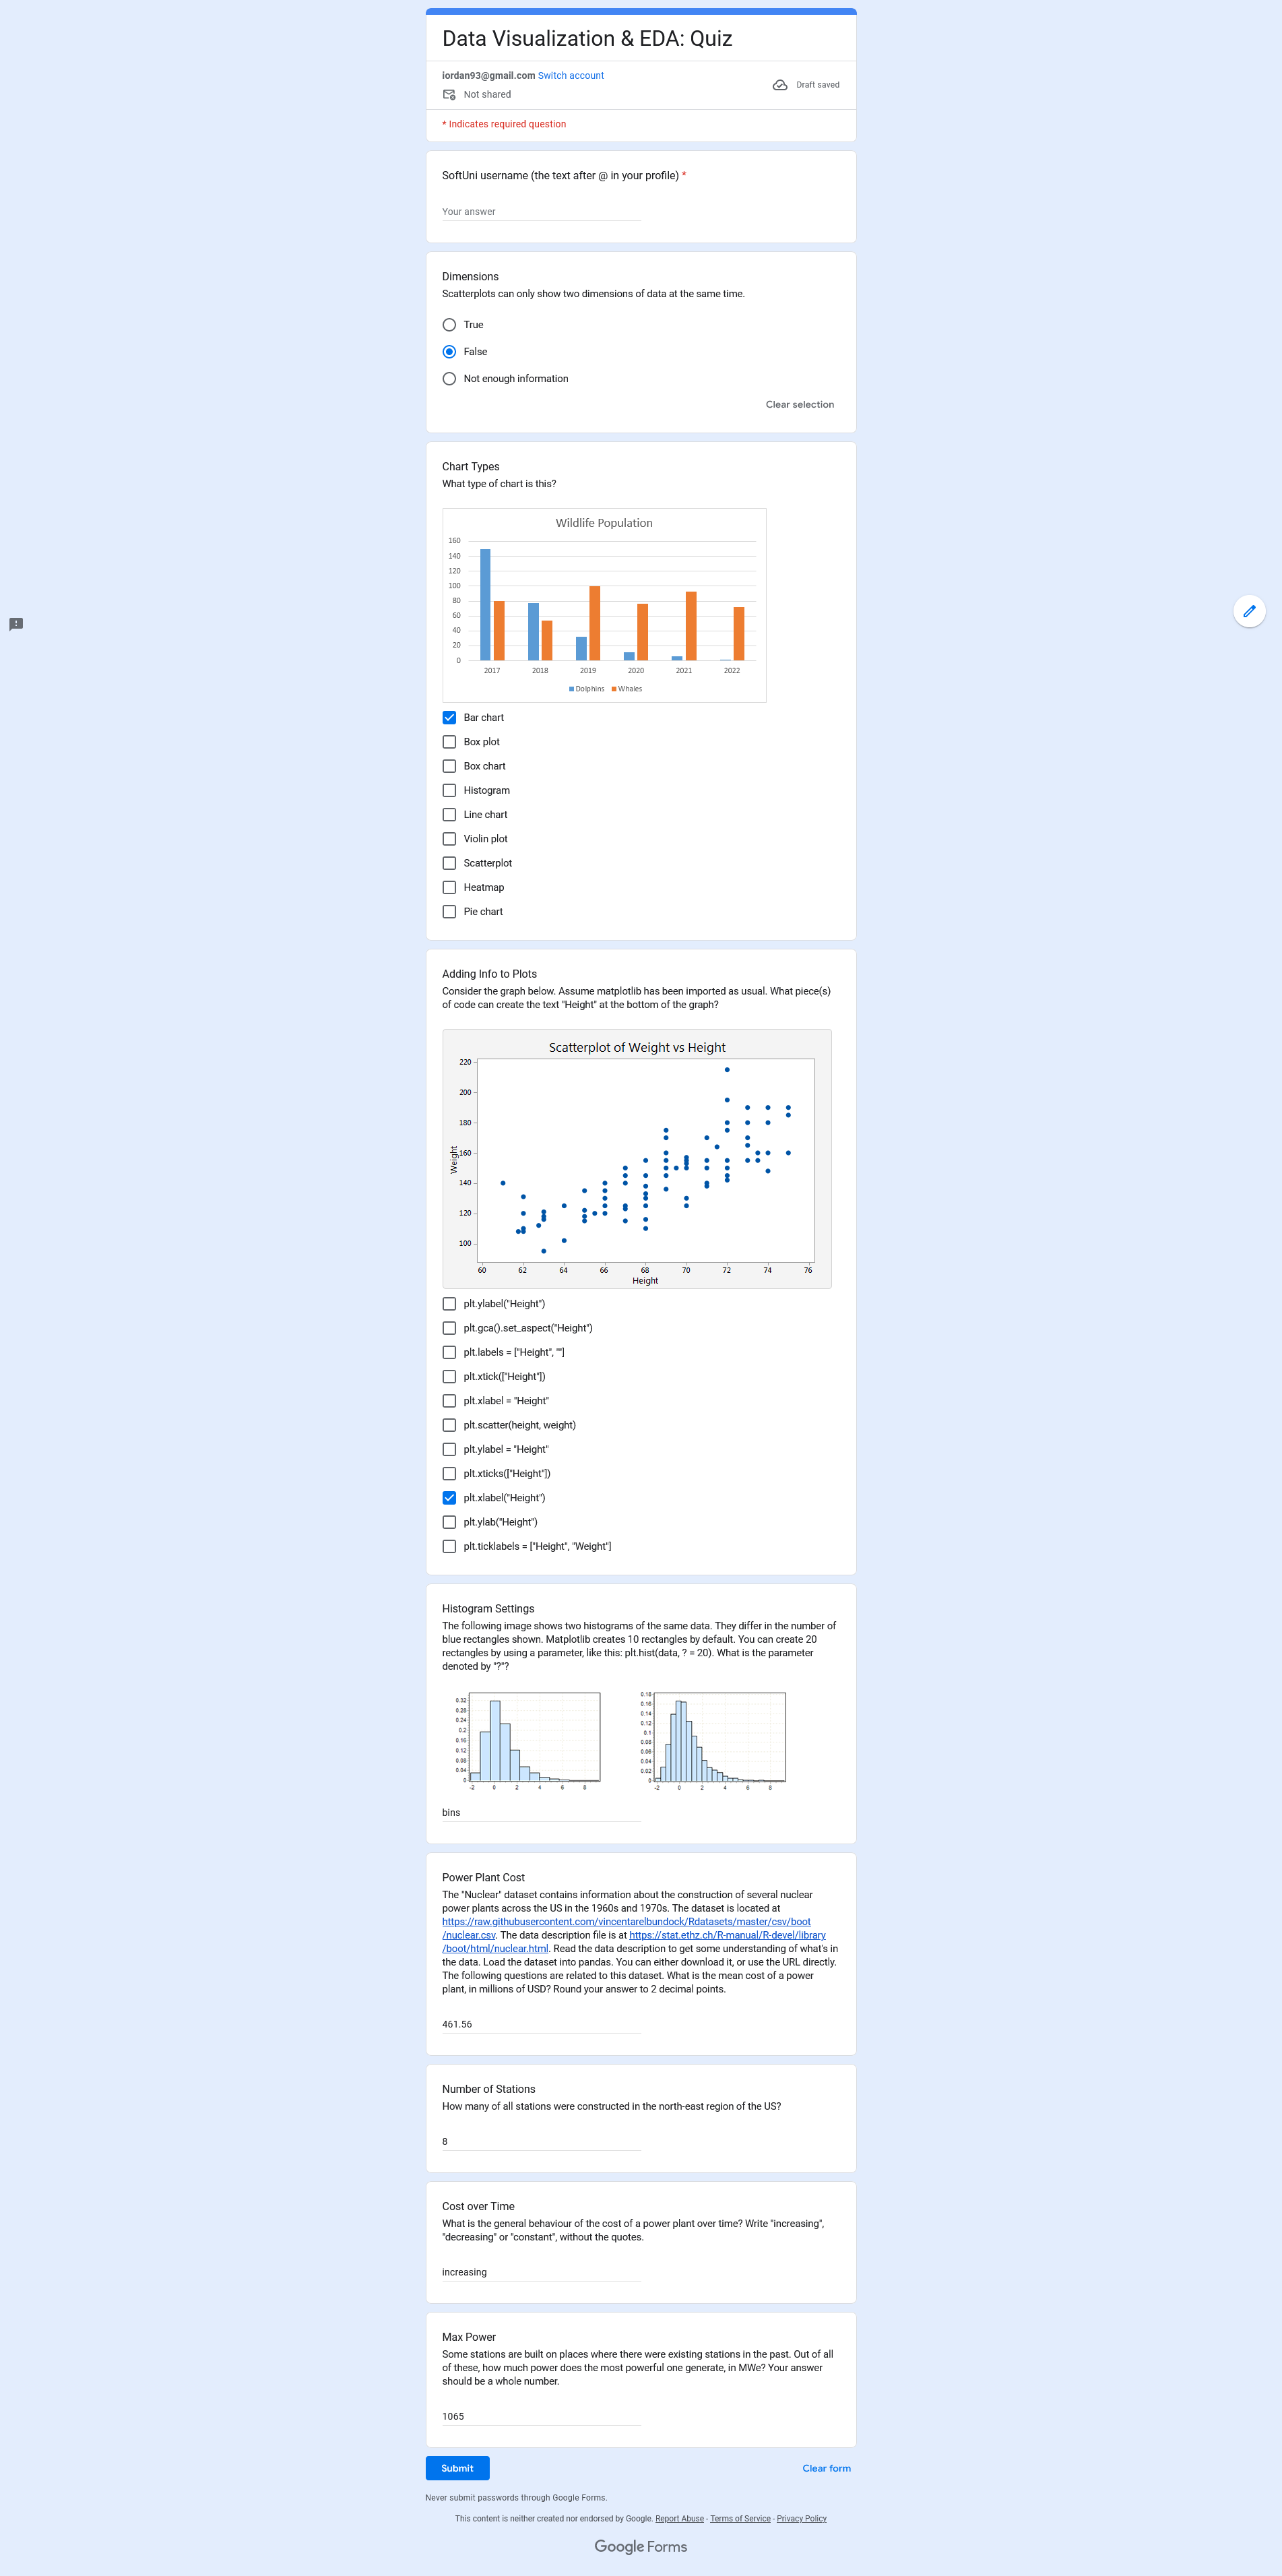 Data Visualization & EDA: Quiz
iordan93@gmail.com Switch account
Not shared
Draft saved
* Indicates required question
SoftUni username (the text after @ in your profile) *
Your answer
Dimensions
Scatterplots can only show two dimensions of data at the same time.
True
False
Not enough information
Clear selection
Chart Types
What type of chart is this?
Wildlife Population
160
140
120
100
80
60
40
20
0
2017 2018 2019 2020 2021 2022
Dolphins Whales
Bar chart
Box plot
Box chart
Histogram
Line chart
Violin plot
Scatterplot
Heatmap
Pie chart
Adding Info to Plots
Consider the graph below. Assume matplotlib has been imported as usual. What piece(s)
of code can create the text "Height" at the bottom of the graph?
Scatterplot of Weight vs Height
220
200
180
160
140
120
100
Weight
60 62 64 66 68 70 72 74 76
Height
plt.ylabel("Height")
plt.gca().set_aspect("Height")
plt.labels = ["Height", ""]
plt.xtick(["Height"])
plt.xlabel = "Height"
plt.scatter(height, weight)
plt.ylabel = "Height"
plt.xticks(["Height"])
plt.xlabel("Height")
plt.ylab("Height")
plt.ticklabels = ["Height", "Weight"]
Histogram Settings
The following image shows two histograms of the same data. They differ in the number of
blue rectangles shown. Matplotlib creates 10 rectangles by default. You can create 20
rectangles by using a parameter, like this: plt.hist(data, ? = 20). What is the parameter
denoted by "?"?
0.32
0.28
0.24
0.2
0.16
0.12
0.08
0.04
0
-2 0 2 4 6 8
0.18
0.16
0.14
0.12
0.1
0.08
0.06
0.04
0.02
0
-2 0 2 4 6 8
bins
Power Plant Cost
The "Nuclear" dataset contains information about the construction of several nuclear
power plants across the US in the 1960s and 1970s. The dataset is located at
https://raw.githubusercontent.com/vincentarelbundock/Rdatasets/master/csv/boot
/nuclear.csv. The data description file is at https://stat.ethz.ch/R-manual/R-devel/library
/boot/html/nuclear.html. Read the data description to get some understanding of what's in
the data. Load the dataset into pandas. You can either download it, or use the URL directly.
The following questions are related to this dataset. What is the mean cost of a power
plant, in millions of USD? Round your answer to 2 decimal points.
461.56
Number of Stations
How many of all stations were constructed in the north-east region of the US?
8
Cost over Time
What is the general behaviour of the cost of a power plant over time? Write "increasing",
"decreasing" or "constant", without the quotes.
increasing
Max Power
Some stations are built on places where there were existing stations in the past. Out of all
of these, how much power does the most powerful one generate, in MWe? Your answer
should be a whole number.
1065
Submit
Clear form
Never submit passwords through Google Forms.
This content is neither created nor endorsed by Google. Report Abuse - Terms of Service - Privacy Policy
Google Forms